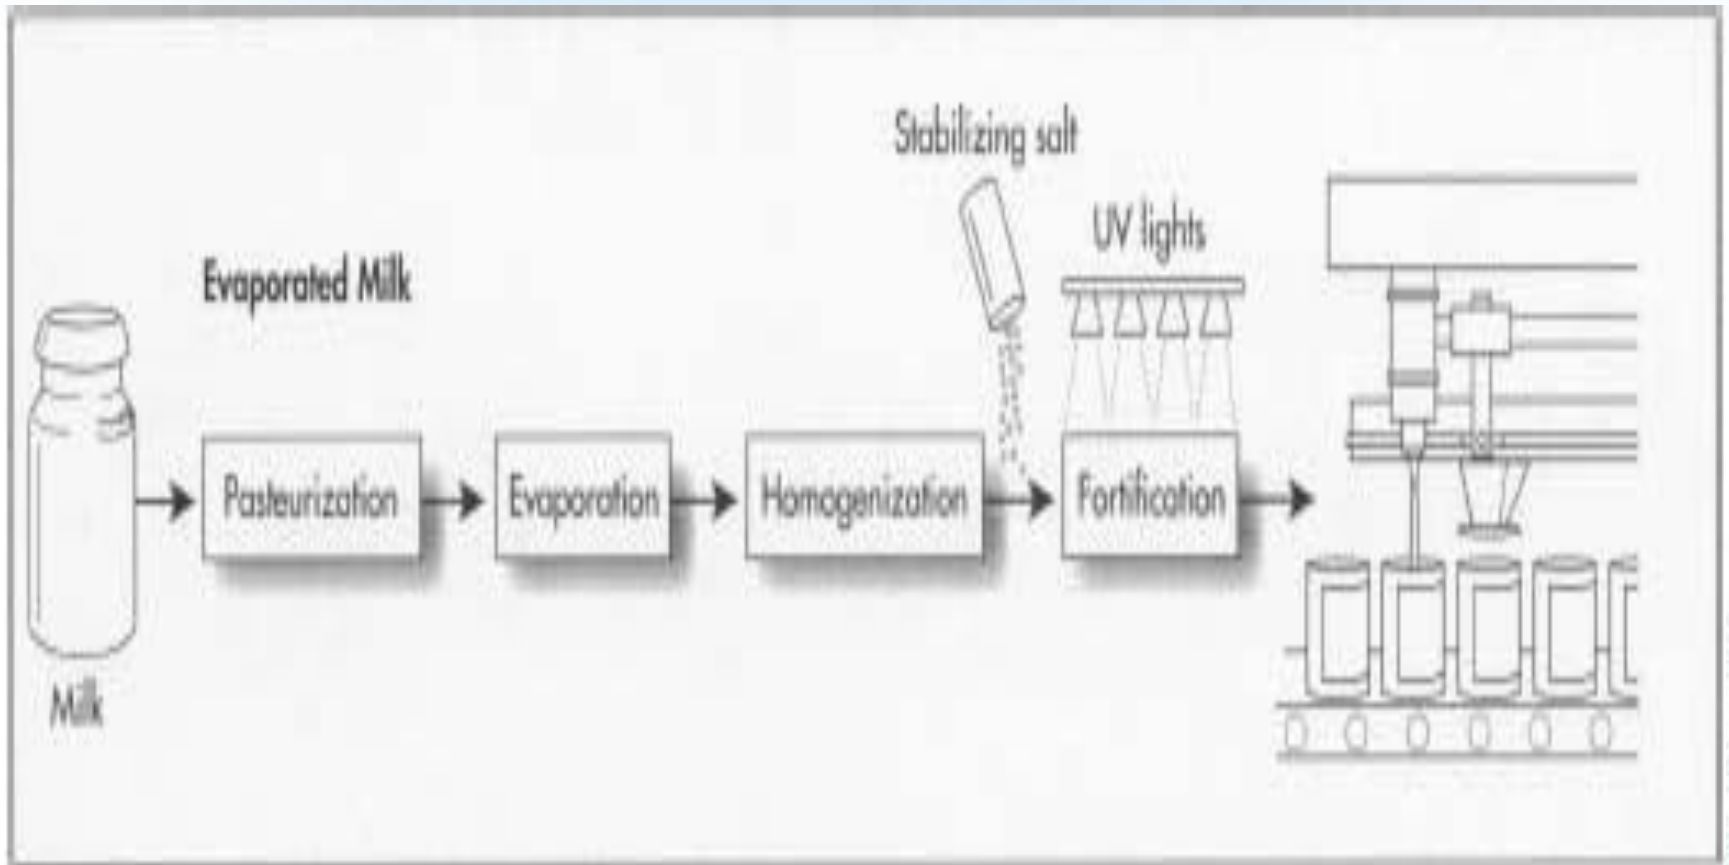 Stabilizing salt
UV lights
Evaporated Milk
Pasteurization
Evaporation
Homogenization
Fortification
Milk